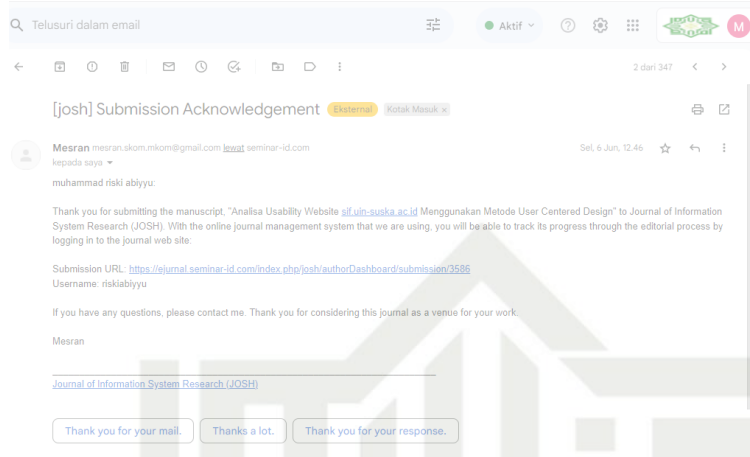 Telusuri dalam email
Aktif
M
2 dari 347
[josh] Submission Acknowledgement Eksternal Kotak Masuk ×
Mesran mesran.skom.mkom@gmail.com lewat seminar-id.com Sel, 6 Jun, 12.46
kepada saya
muhammad riski abiyyu:
Thank you for submitting the manuscript, "Analisa Usability Website sif.uin-suska.ac.id Menggunakan Metode User Centered Design" to Journal of Information
System Research (JOSH). With the online journal management system that we are using, you will be able to track its progress through the editorial process by
logging in to the journal web site:
Submission URL: https://ejurnal.seminar-id.com/index.php/josh/authorDashboard/submission/3586
Username: riskiabiyyu
If you have any questions, please contact me. Thank you for considering this journal as a venue for your work.
Mesran
Journal of Information System Research (JOSH)
Thank you for your mail. Thanks a lot. Thank you for your response.